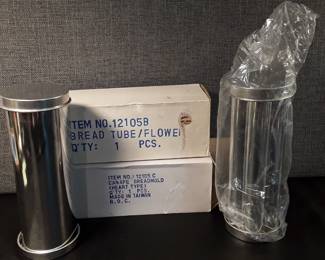 ITEM NO.12105B
BREAD TUBE/FLOWER
Q'TY: 1 PCS.
ITEM NO./12105 C
CANAPE BREADMOLD
(HEART TYPE)
Q'TY: 1 PCS.
MADE IN TAIWAN
R.O.C.